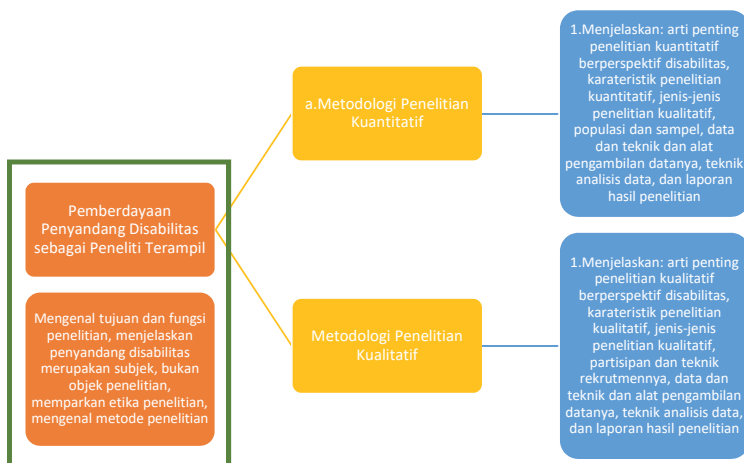 Pemberdayaan
Penyandang Disabilitas
sebagai Peneliti Terampil
Mengenal tujuan dan fungsi
penelitian, menjelaskan
penyandang disabilitas
merupakan subjek, bukan
objek penelitian,
memparkan etika penelitian,
mengenal metode penelitian
a.Metodologi Penelitian
Kuantitatif
1.Menjelaskan: arti penting
penelitian kuantitatif
berperspektif disabilitas,
karateristik penelitian
kuantitatif, jenis-jenis
penelitian kualitatif,
populasi dan sampel, data
dan teknik dan alat
pengambilan datanya, teknik
analisis data, dan laporan
hasil penelitian
Metodologi Penelitian
Kualitatif
1.Menjelaskan: arti penting
penelitian kualitatif
berperspektif disabilitas,
karateristik penelitian
kualitatif, jenis-jenis
penelitian kualitatif,
partisipan dan teknik
rekrutmennya, data dan
teknik dan alat pengambilan
datanya, teknik analisis data,
dan laporan hasil penelitian